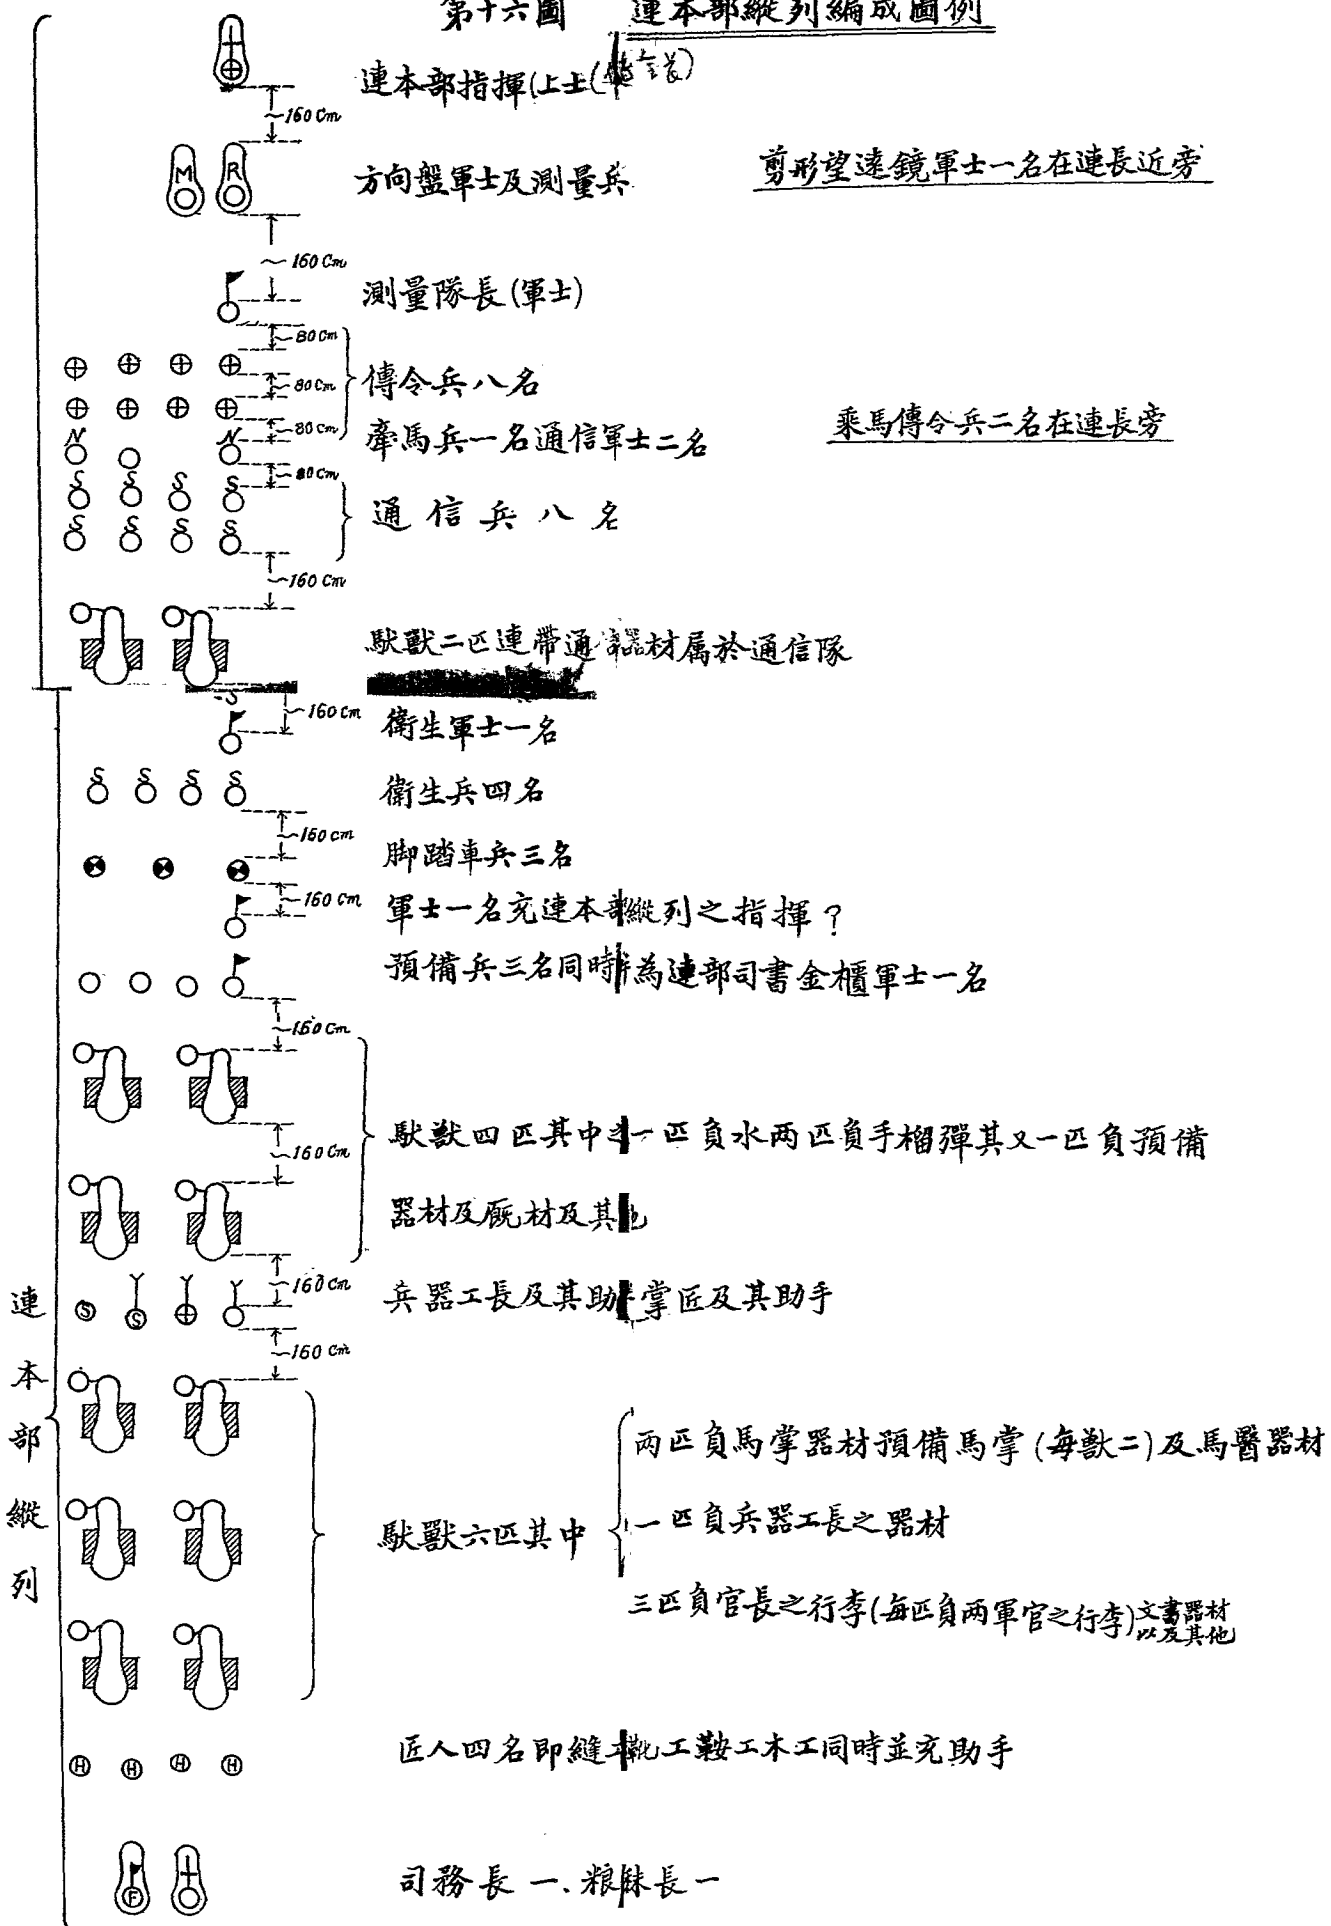 第十六圖 連本部縱列編成圖例
連本部指揮(上士(
~160 Cm
M R
方向盤軍士及測量兵
剪形望遠鏡軍士一名在連長近旁
~160 Cm
測量隊長(軍士)
~80 Cm
傳令兵八名
~80 Cm
乘馬傳令兵二名在連長旁
~80 Cm
N N
牽馬兵一名通信軍士二名
~80 Cm
S S S S
通信兵八名
S S S S
~160 Cm
馱獸二匹連帶通信器材属於通信隊
S
~160 Cm
衛生軍士一名
S S S S
衛生兵四名
~160 Cm
脚踏車兵三名
~160 Cm
軍士一名充連本部縱列之指揮?
預備兵三名同時為連部司書金櫃軍士一名
~160 Cm
~160 Cm
馱獸四匹其中之一匹負水两匹負手榴彈其又一匹負預備
器材及厩材及其他
~160 Cm
S S
兵器工長及其助手掌匠及其助手
~160 Cm
連本部縱列
两匹負馬掌器材預備馬掌(每獸二)及馬醫器材
馱獸六匹其中
一匹負兵器工長之器材
三匹負官長之行李(每匹負两軍官之行李)文書器材以及其他
H H H H
匠人四名即縫工靴工鞍工木工同時並充助手
F
司務長一.粮秣長一